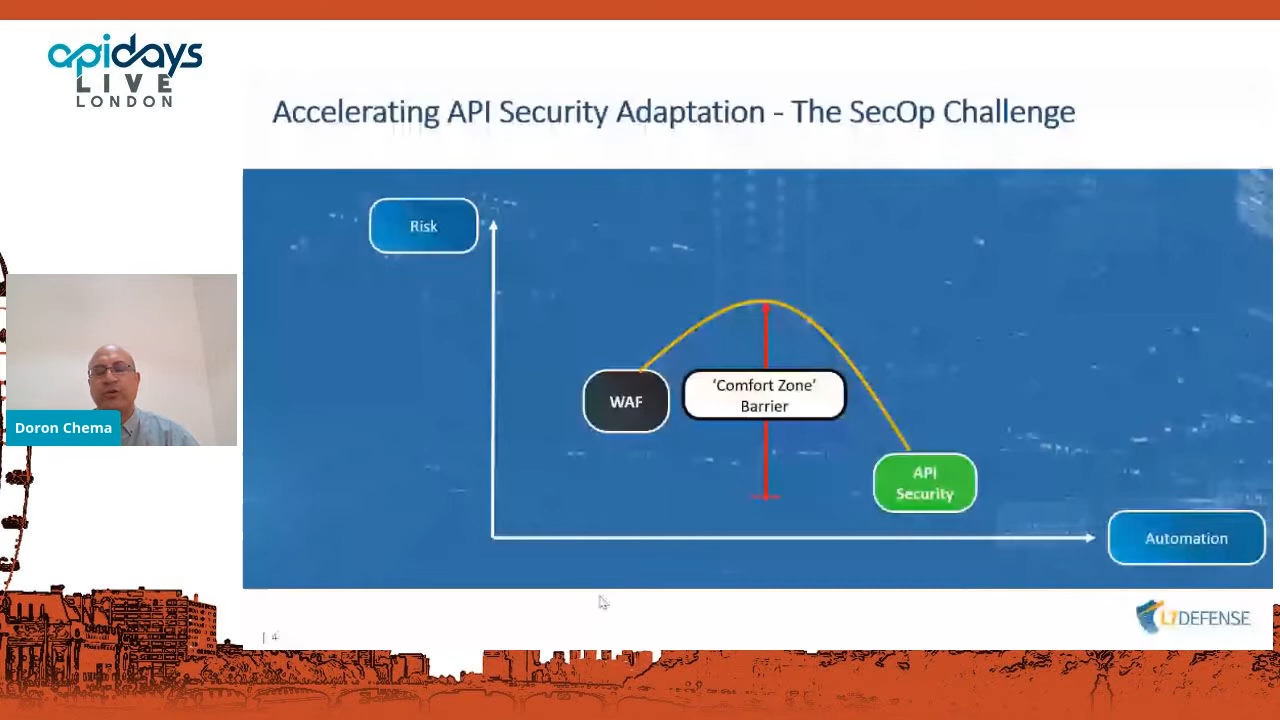 apidays
LIVE
LONDON
Accelerating API Security Adaptation - The SecOp Challenge
Risk
WAF
‘Comfort Zone’
Barrier
API
Security
Automation
Doron Chema
| 4
L7DEFENSE